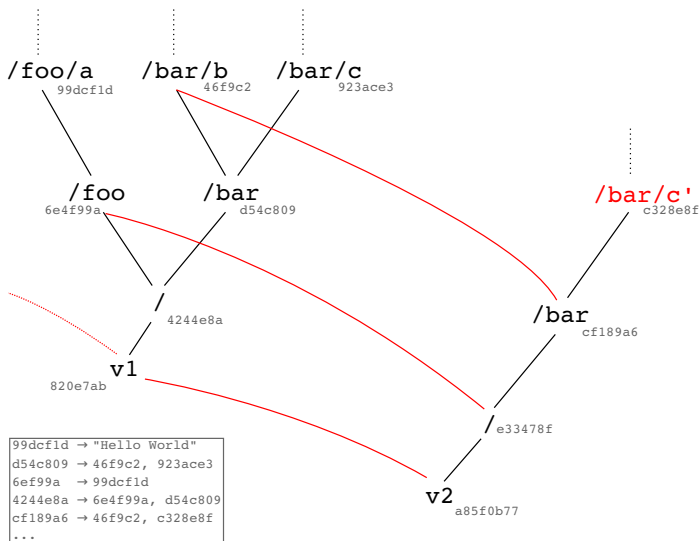 /foo/a /bar/b /bar/c
99dcf1d 46f9c2 923ace3
/foo /bar /bar/c'
6e4f99a d54c809 c328e8f
/
4244e8a
/bar
cf189a6
v1
820e7ab
/
e33478f
v2
a85f0b77
99dcf1d → "Hello World"
d54c809 → 46f9c2, 923ace3
6ef99a → 99dcf1d
4244e8a → 6e4f99a, d54c809
cf189a6 → 46f9c2, c328e8f
...